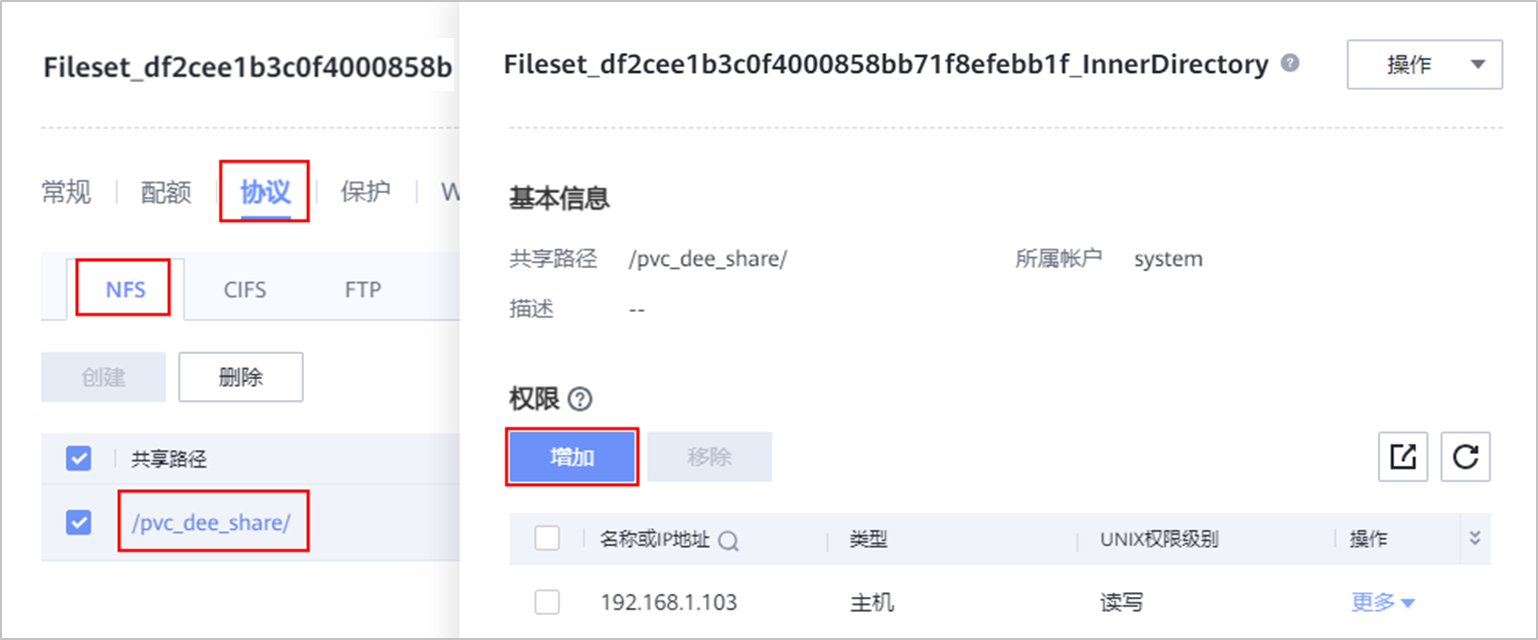 Fileset_df2cee1b3c0f4000858b
常规 配额 协议 保护 W
NFS CIFS FTP
创建 删除
共享路径
/pvc_dee_share/
Fileset_df2cee1b3c0f4000858bb71f8efebb1f_InnerDirectory ?
操作
基本信息
共享路径 /pvc_dee_share/ 所属帐户 system
描述 --
权限 ?
增加 移除
名称或IP地址 类型 UNIX权限级别 操作
192.168.1.103 主机 读写 更多